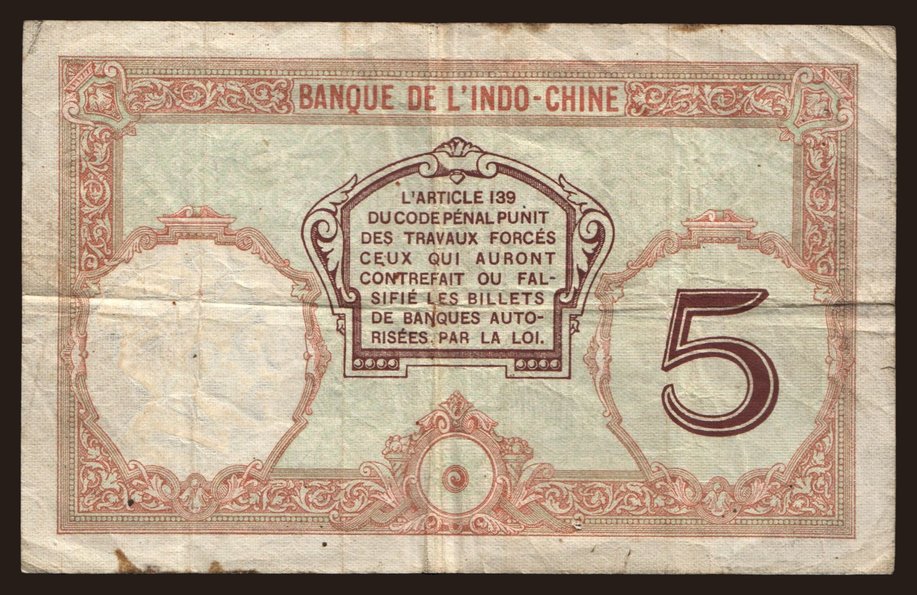 BANQUE DE L'INDO-CHINE
L'ARTICLE 139
DU CODE PÉNAL PUNIT
DES TRAVAUX FORCÉS
CEUX QUI AURONT
CONTREFAIT OU FAL-
SIFIÉ LES BILLETS
DE BANQUES AUTO-
RISÉES PAR LA LOI.
5